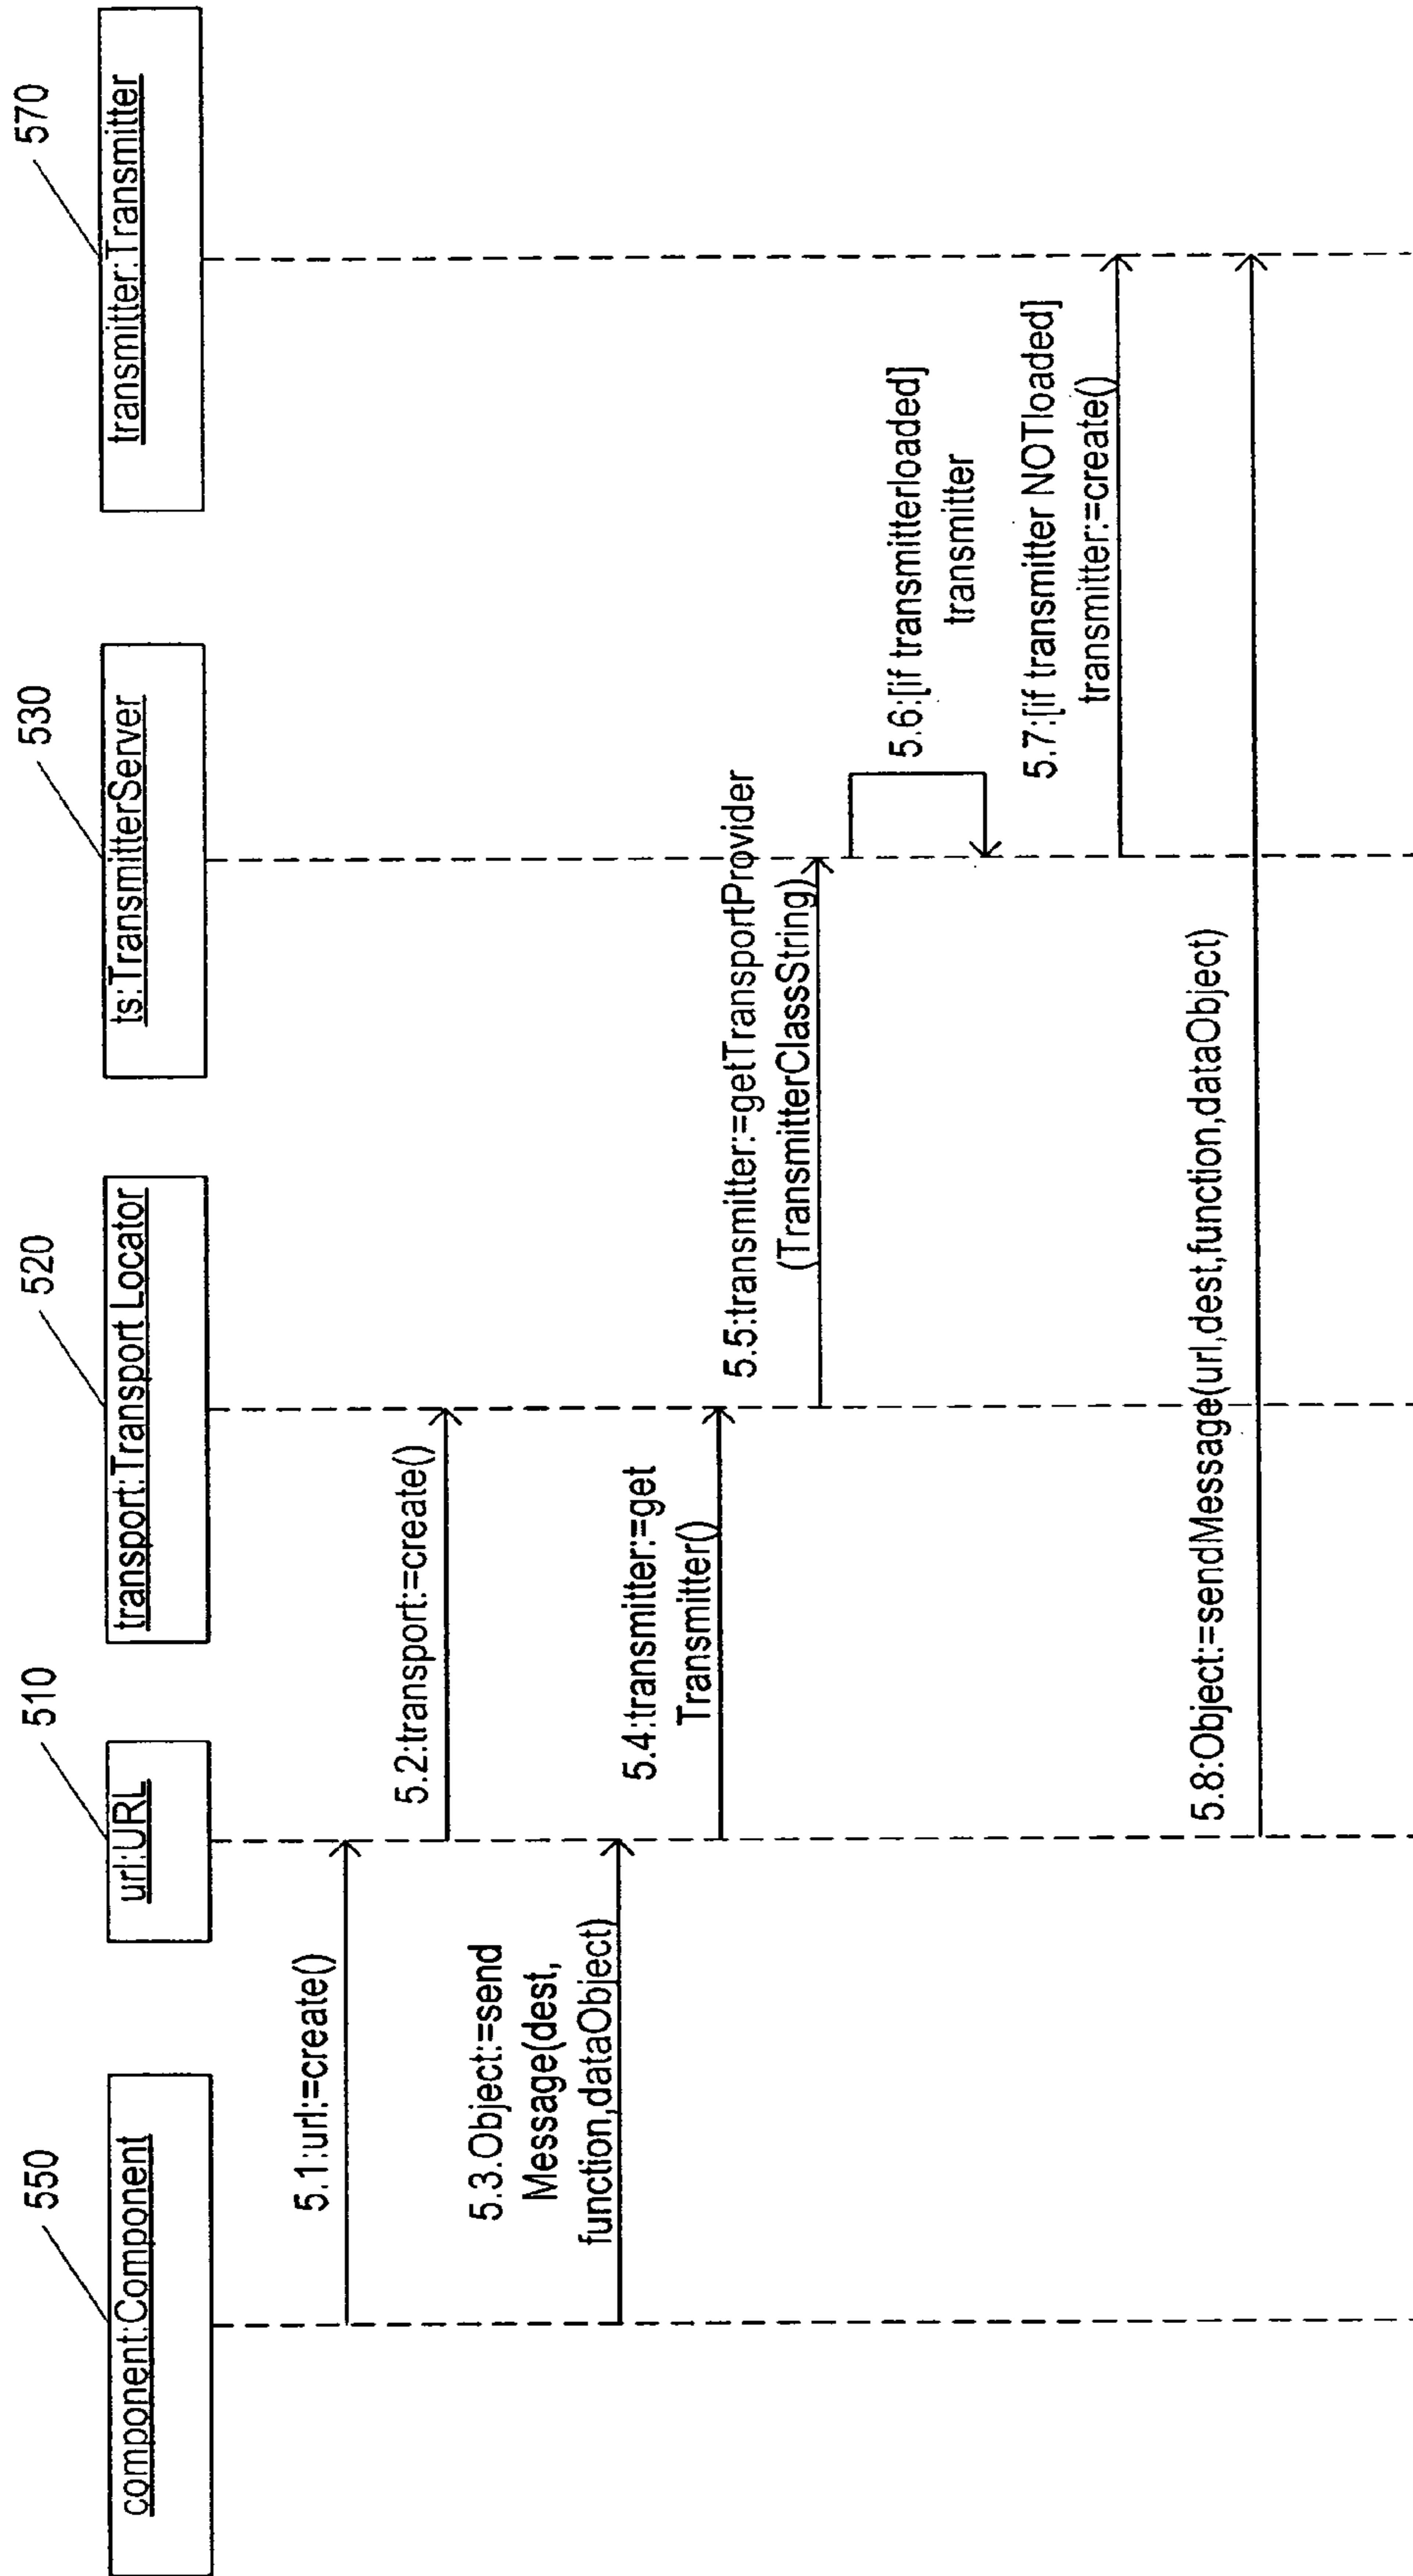 550
component:Component
510
url:URL
520
transport:Transport Locator
530
ts:TransmitterServer
570
transmitter:Transmitter
5.1:url:=create()
5.2:transport:=create()
5.3.Object:=send
Message(dest,
function,dataObject)
5.4:transmitter:=get
Transmitter()
5.5:transmitter:=getTransportProvider
(TransmitterClassString)
5.6:[if transmitterloaded]
transmitter
5.7:[if transmitter NOTloaded]
transmitter:=create()
5.8:Object:=sendMessage(url,dest,function,dataObject)